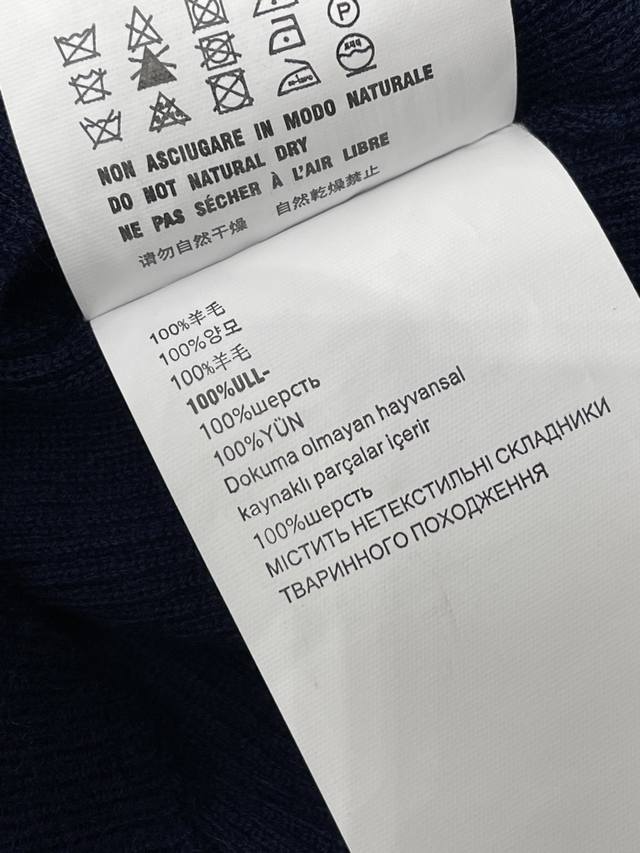 P
NON ASCIUGARE IN MODO NATURALE
DO NOT NATURAL DRY
NE PAS SÉCHER À L'AIR LIBRE
请勿自然干燥 自然乾燥禁止
100%羊毛
100%양모
100%羊毛
100%ULL-
100%шерсть
100%YÜN
Dokuma olmayan hayvansal
kaynaklı parçalar içerir
100%шерсть
МІСТИТЬ НЕТЕКСТИЛЬНІ СКЛАДНИКИ
ТВАРИННОГО ПОХОДЖЕННЯ